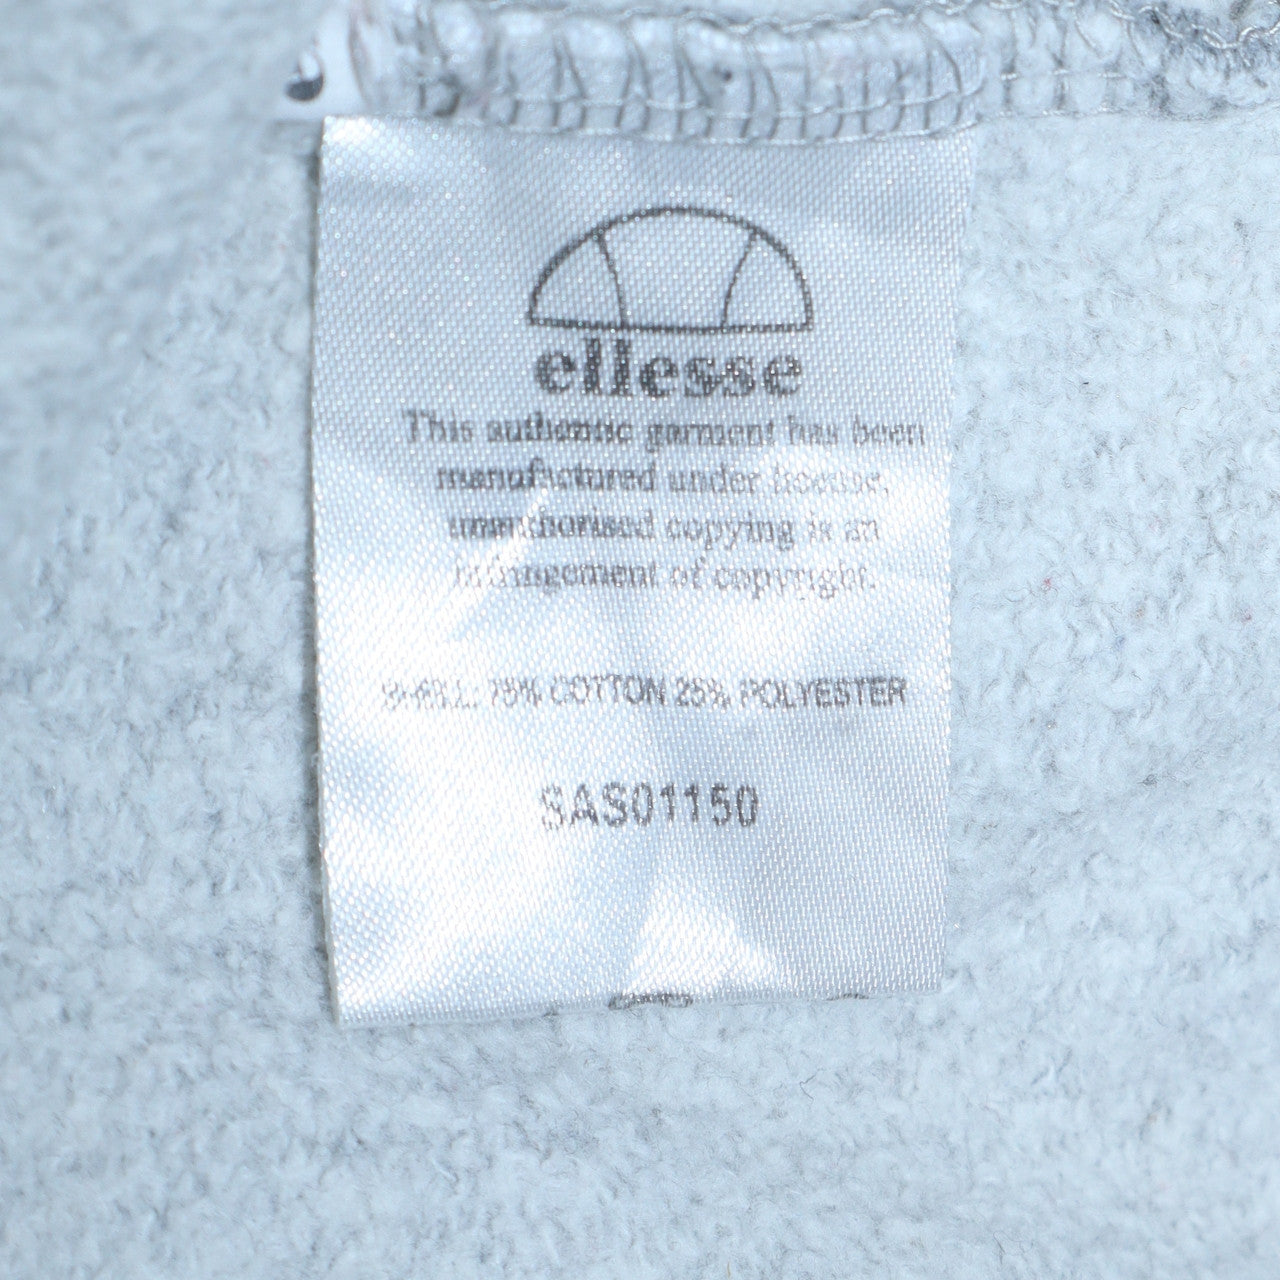 ellesse
This authentic garment has been
manufactured under license,
unauthorised copying is an
infringement of copyright.
SHELL: 75% COTTON 25% POLYESTER
SAS01150